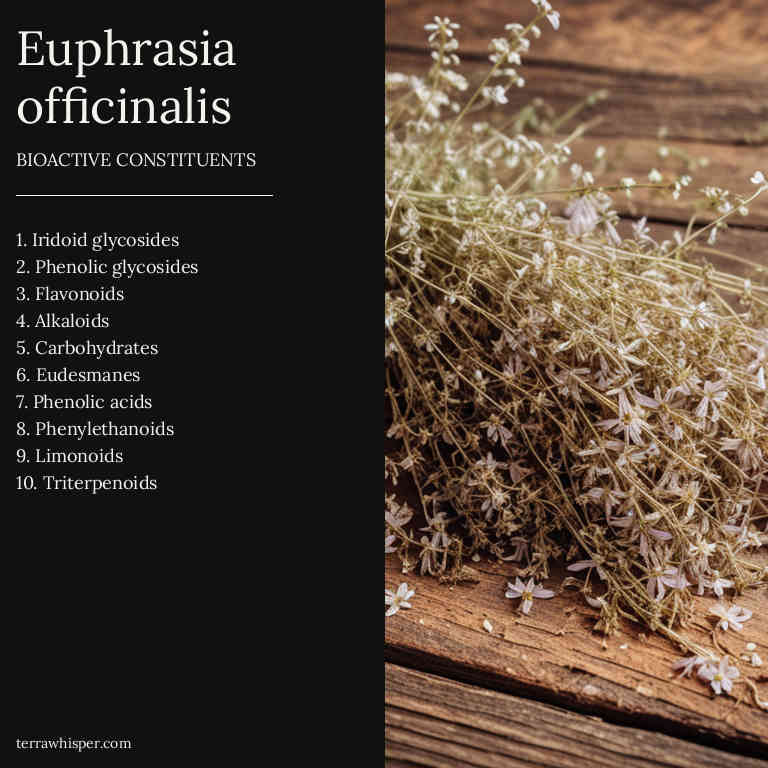 Euphrasia
officinalis
BIOACTIVE CONSTITUENTS
1. Iridoid glycosides
2. Phenolic glycosides
3. Flavonoids
4. Alkaloids
5. Carbohydrates
6. Eudesmanes
7. Phenolic acids
8. Phenylethanoids
9. Limonoids
10. Triterpenoids
terrawhisper.com